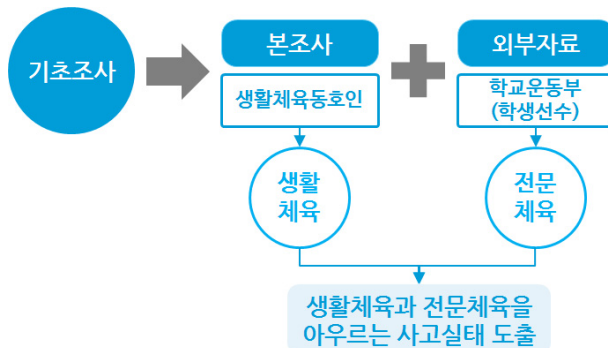 기초조사
본조사
외부자료
생활체육동호인
학교운동부
(학생선수)
생활
체육
전문
체육
생활체육과 전문체육을
아우르는 사고실태 도출